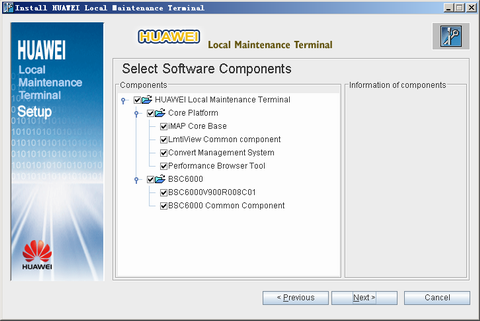 Install HUAWEI Local Maintenance Terminal
HUAWEI
Local
Maintenance
Terminal
Setup
HUAWEI
HUAWEI Local Maintenance Terminal
Select Software Components
Components
HUAWEI Local Maintenance Terminal
Core Platform
iMAP Core Base
LmtiView Common component
Convert Management System
Performance Browser Tool
BSC6000
BSC6000V900R008C01
BSC6000 Common Component
Information of components
< Previous
Next >
Cancel